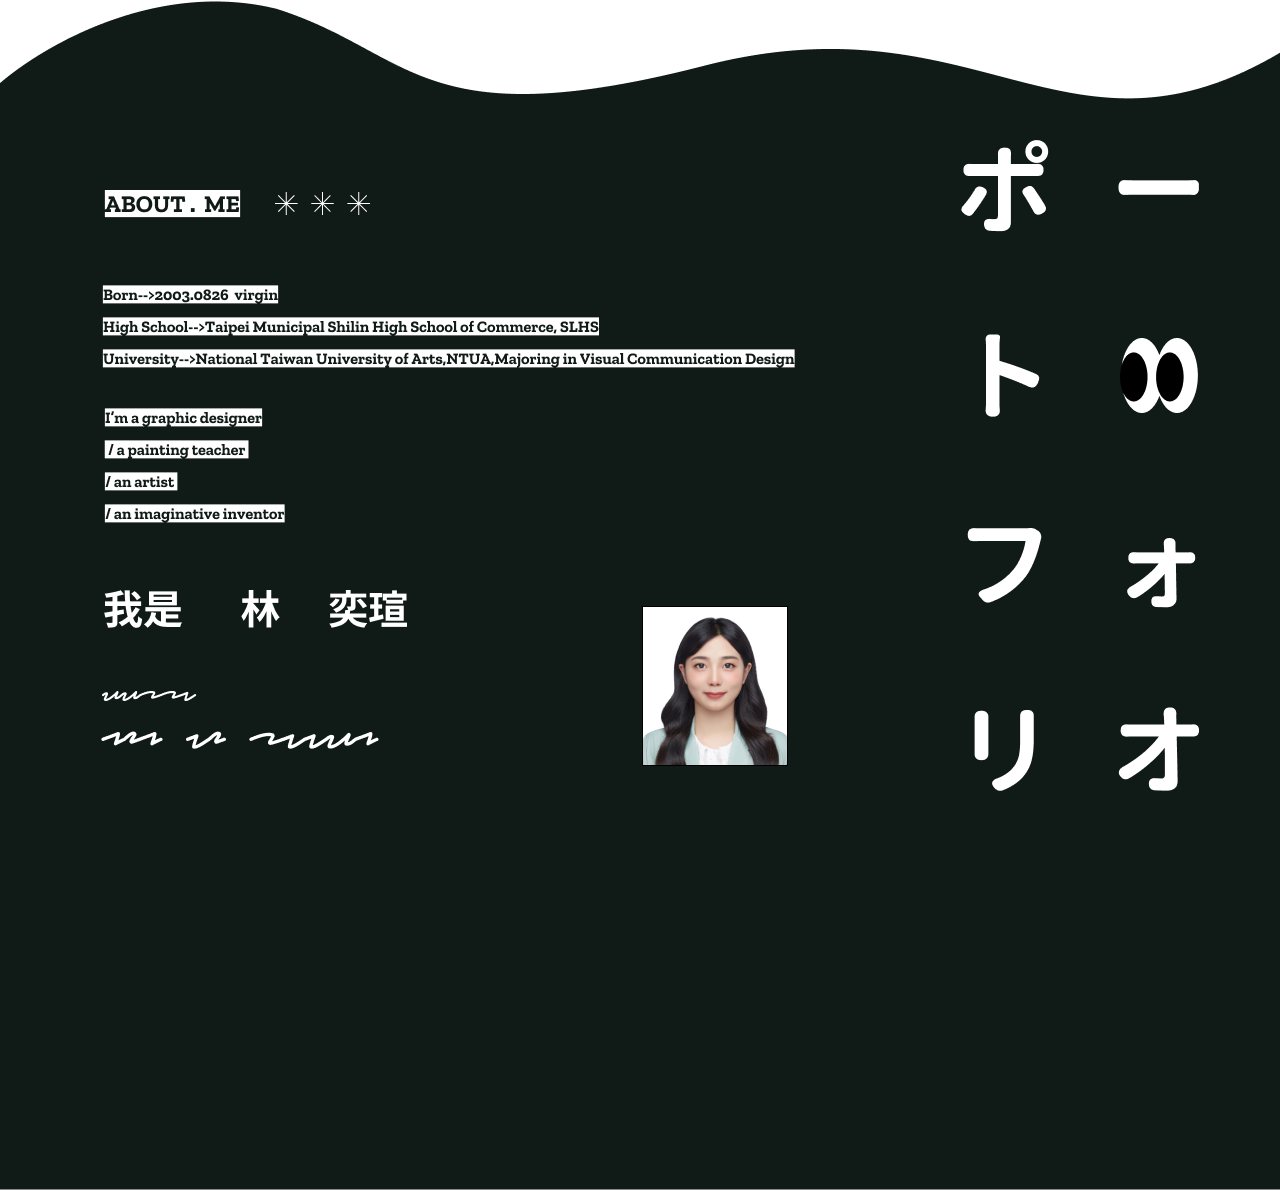 ABOUT . ME
Born-->2003.0826 virgin
High School-->Taipei Municipal Shilin High School of Commerce, SLHS
University-->National Taiwan University of Arts,NTUA,Majoring in Visual Communication Design
I'm a graphic designer
/ a painting teacher
/ an artist
/ an imaginative inventor
我是 林 奕瑄
ポ ー
ト
フ ォ
リ オ